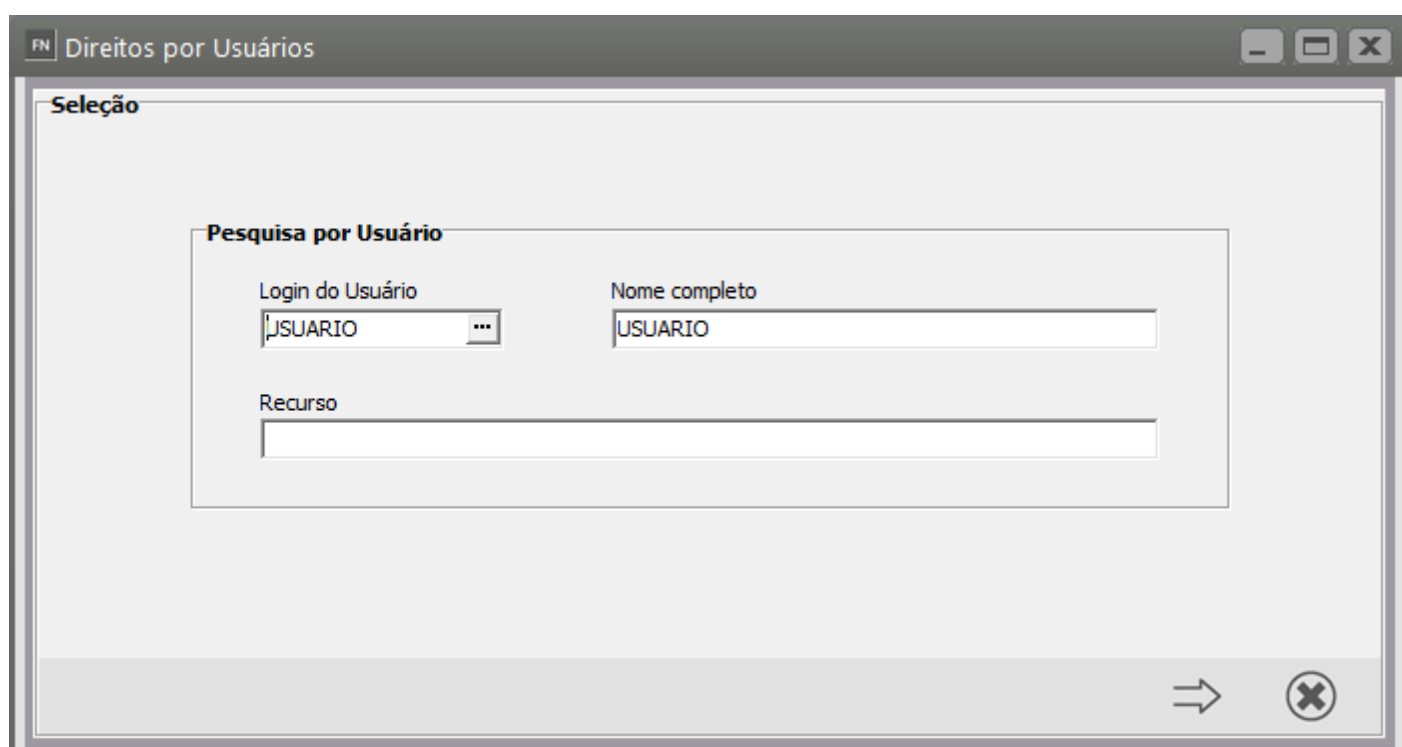 FN Direitos por Usuários
Seleção
Pesquisa por Usuário
Login do Usuário Nome completo
USUARIO ... USUARIO
Recurso